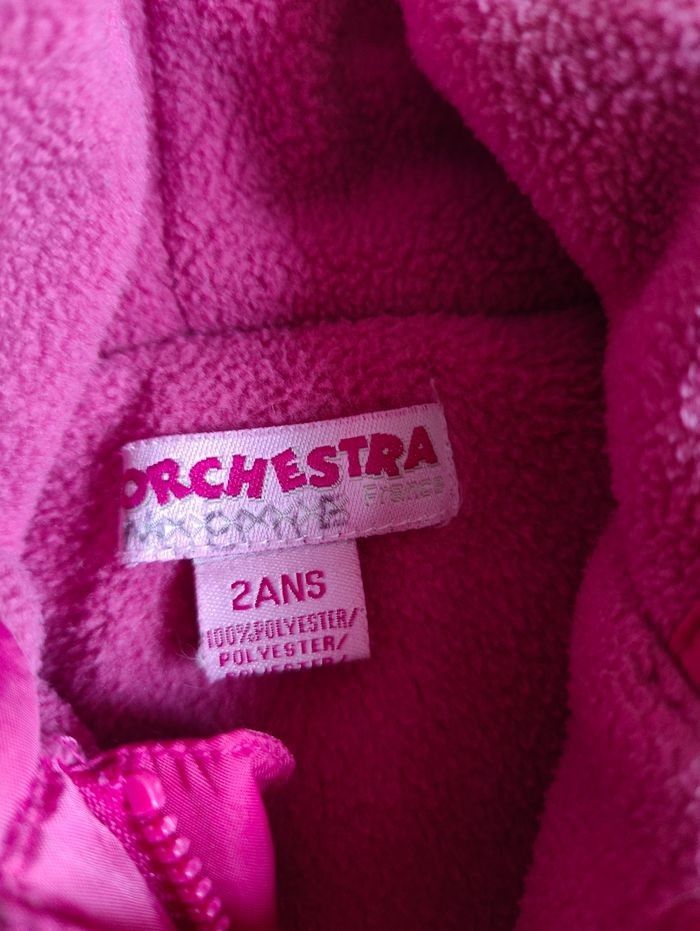 ORCHESTRA
France
2ANS
100%POLYESTER/
POLYESTER/